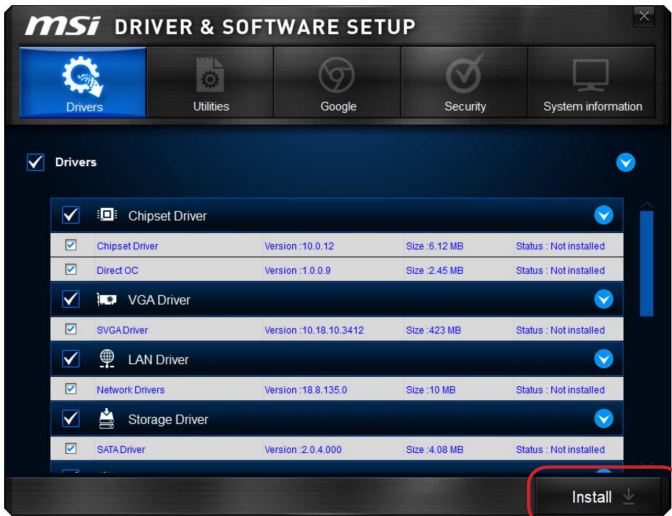 msi DRIVER & SOFTWARE SETUP
Drivers Utilities Google Security System information
Drivers
Chipset Driver
Chipset Driver Version :10.0.12 Size :6.12 MB Status : Not installed
Direct OC Version :1.0.0.9 Size :2.45 MB Status : Not installed
VGA Driver
SVGA Driver Version :10.18.10.3412 Size :423 MB Status : Not installed
LAN Driver
Network Drivers Version :18.8.135.0 Size :10 MB Status : Not installed
Storage Driver
SATA Driver Version :2.0.4.000 Size :4.08 MB Status : Not installed
Install